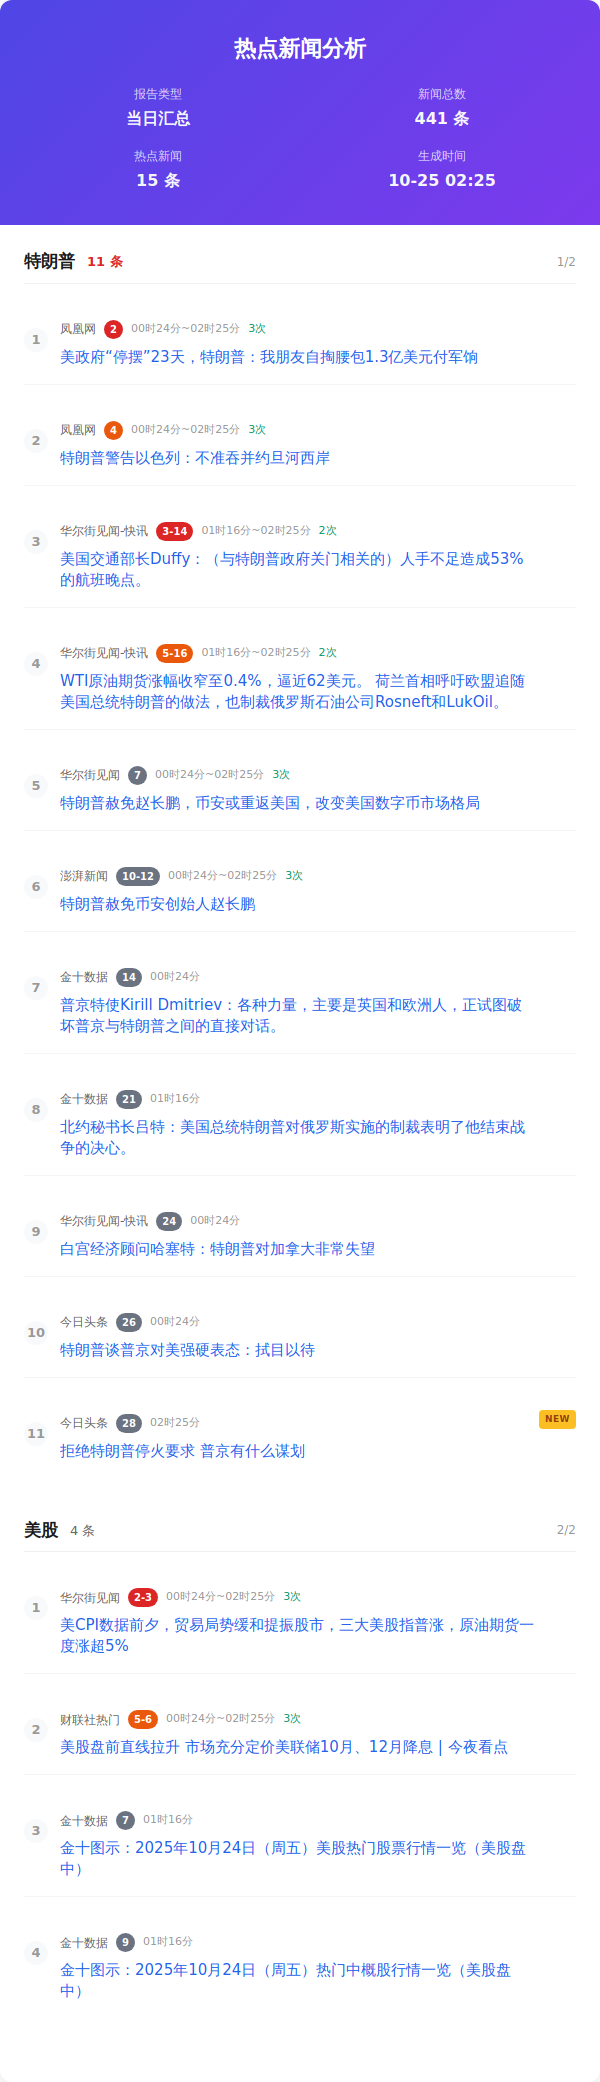 热点新闻分析
报告类型
当日汇总
新闻总数
441 条
热点新闻
15 条
生成时间
10-25 02:25
特朗普 11 条 1/2
1
凤凰网 2 00时24分~02时25分 3次
美政府“停摆”23天，特朗普：我朋友自掏腰包1.3亿美元付军饷
2
凤凰网 4 00时24分~02时25分 3次
特朗普警告以色列：不准吞并约旦河西岸
3
华尔街见闻-快讯 3-14 01时16分~02时25分 2次
美国交通部长Duffy：（与特朗普政府关门相关的）人手不足造成53%
的航班晚点。
4
华尔街见闻-快讯 5-16 01时16分~02时25分 2次
WTI原油期货涨幅收窄至0.4%，逼近62美元。 荷兰首相呼吁欧盟追随
美国总统特朗普的做法，也制裁俄罗斯石油公司Rosneft和LukOil。
5
华尔街见闻 7 00时24分~02时25分 3次
特朗普赦免赵长鹏，币安或重返美国，改变美国数字币市场格局
6
澎湃新闻 10-12 00时24分~02时25分 3次
特朗普赦免币安创始人赵长鹏
7
金十数据 14 00时24分
普京特使Kirill Dmitriev：各种力量，主要是英国和欧洲人，正试图破
坏普京与特朗普之间的直接对话。
8
金十数据 21 01时16分
北约秘书长吕特：美国总统特朗普对俄罗斯实施的制裁表明了他结束战
争的决心。
9
华尔街见闻-快讯 24 00时24分
白宫经济顾问哈塞特：特朗普对加拿大非常失望
10
今日头条 26 00时24分
特朗普谈普京对美强硬表态：拭目以待
11
今日头条 28 02时25分 NEW
拒绝特朗普停火要求 普京有什么谋划
美股 4 条 2/2
1
华尔街见闻 2-3 00时24分~02时25分 3次
美CPI数据前夕，贸易局势缓和提振股市，三大美股指普涨，原油期货一
度涨超5%
2
财联社热门 5-6 00时24分~02时25分 3次
美股盘前直线拉升 市场充分定价美联储10月、12月降息 | 今夜看点
3
金十数据 7 01时16分
金十图示：2025年10月24日（周五）美股热门股票行情一览（美股盘
中）
4
金十数据 9 01时16分
金十图示：2025年10月24日（周五）热门中概股行情一览（美股盘
中）